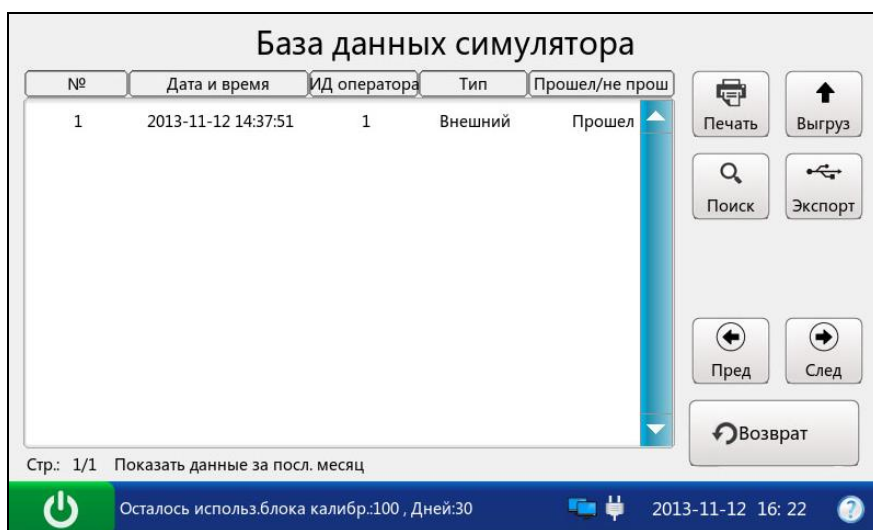 База данных симулятора
№ Дата и время ИД оператора Тип Прошел/не прош
1 2013-11-12 14:37:51 1 Внешний Прошел
Печать Выгруз
Поиск Экспорт
Пред След
Возврат
Стр.: 1/1 Показать данные за посл. месяц
Осталось использ.блока калибр.:100 , Дней:30 2013-11-12 16: 22 ?